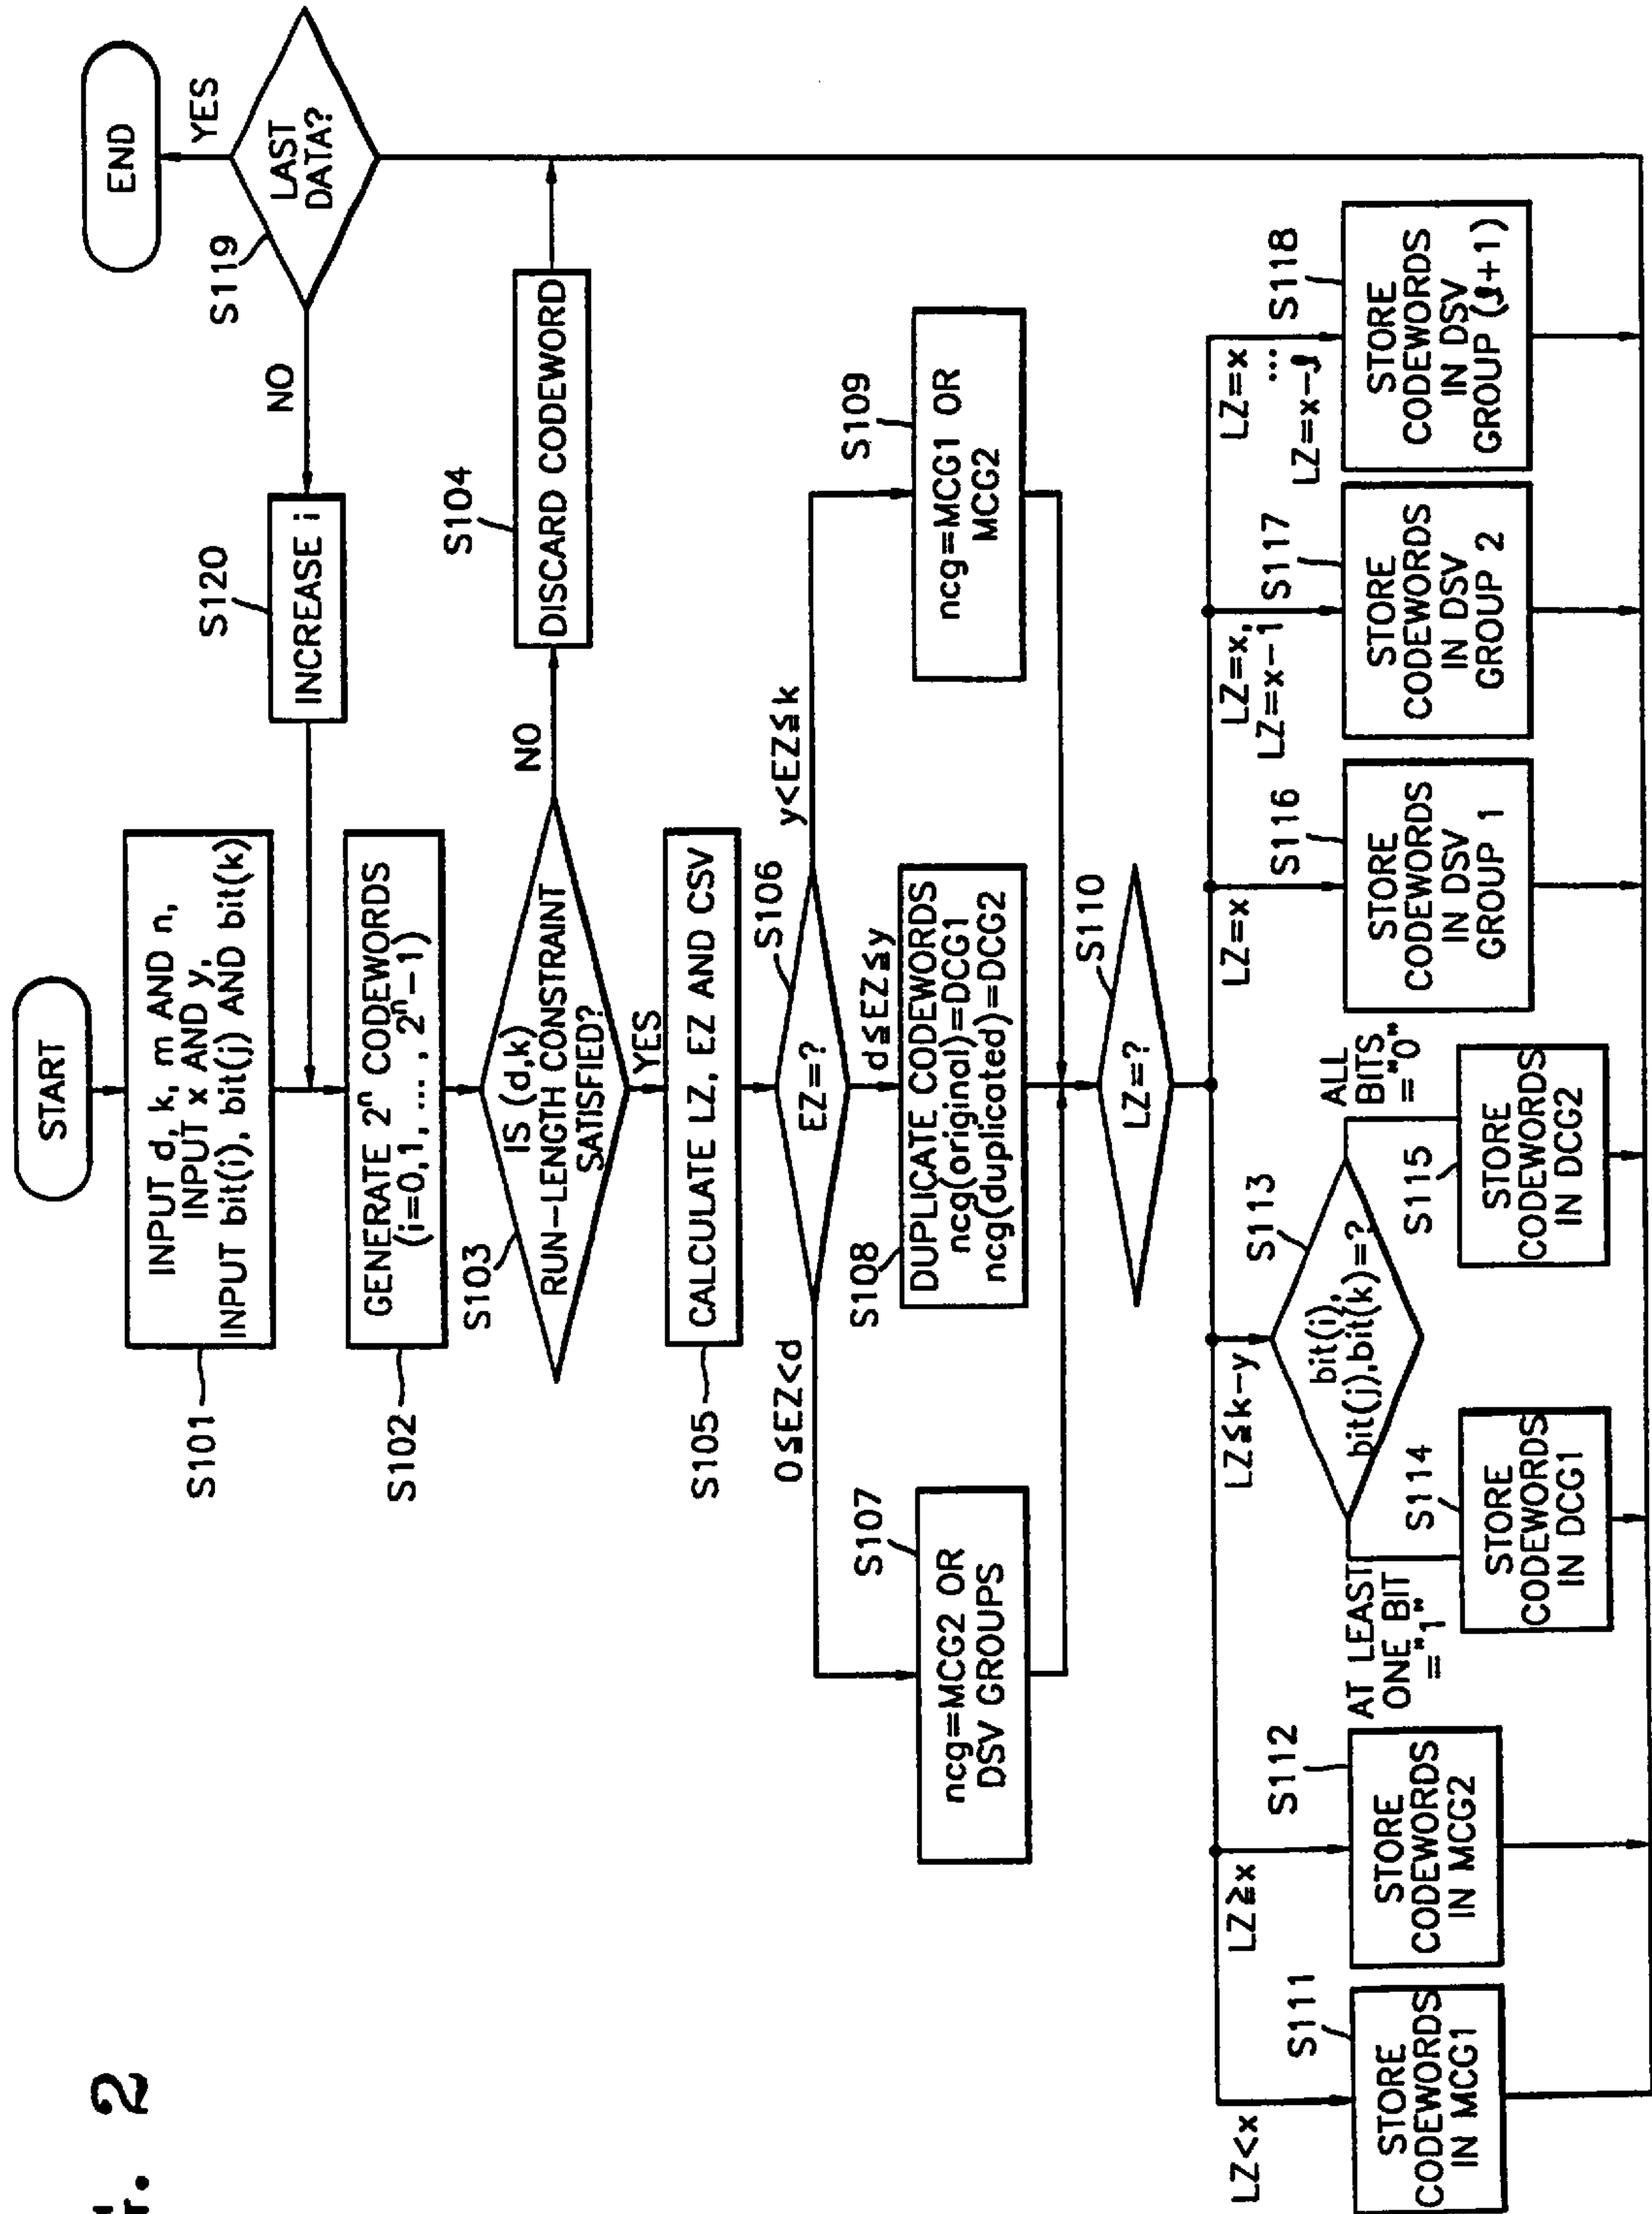 r. 2
START
S101
INPUT d, k, m AND n,
INPUT x AND y,
INPUT bit(i), bit(j) AND bit(k)
S102
GENERATE 2ⁿ CODEWORDS
(i=0,1, ... , 2ⁿ−1)
S103
IS (d,k)
RUN-LENGTH CONSTRAINT
SATISFIED?
NO
S104
DISCARD CODEWORD
YES
S105
CALCULATE LZ, EZ AND CSV
S106
EZ=?
0≦EZ<d
d≦EZ≦y
y<EZ≦k
S107
ncg=MCG2 OR
DSV GROUPS
S108
DUPLICATE CODEWORDS
ncg(original)=DCG1
ncg(duplicated)=DCG2
S109
ncg=MCG1 OR
MCG2
S110
LZ=?
LZ<x
S111
STORE
CODEWORDS
IN MCG1
LZ≧x
S112
STORE
CODEWORDS
IN MCG2
LZ≦k-y
S113
bit(i),
bit(j),bit(k)=?
AT LEAST
ONE BIT
="1"
S114
STORE
CODEWORDS
IN DCG1
ALL
BITS
="0"
S115
STORE
CODEWORDS
IN DCG2
LZ=x
S116
STORE
CODEWORDS
IN DSV
GROUP 1
LZ=x,
LZ=x-1
S117
STORE
CODEWORDS
IN DSV
GROUP 2
LZ=x
...
LZ=x-ℓ
S118
STORE
CODEWORDS
IN DSV
GROUP (ℓ+1)
S119
LAST
DATA?
YES
END
NO
S120
INCREASE i